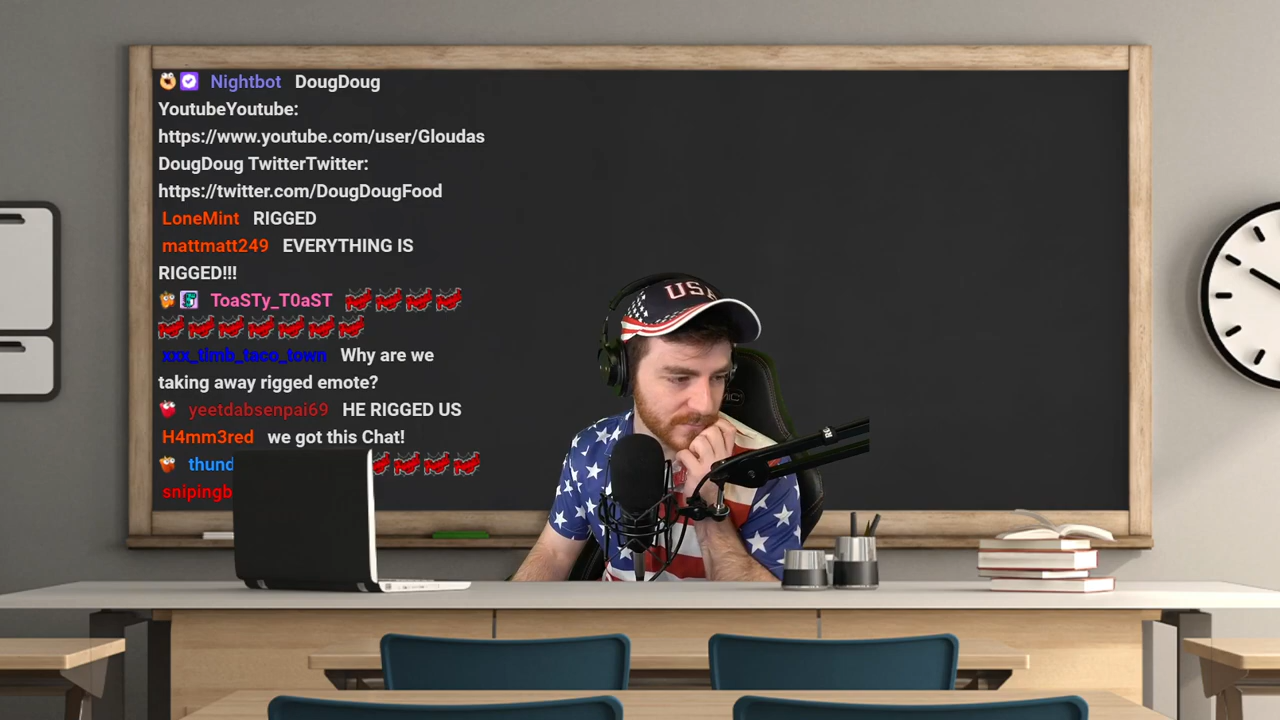 Nightbot DougDoug
YoutubeYoutube:
https://www.youtube.com/user/Gloudas
DougDoug TwitterTwitter:
https://twitter.com/DougDougFood
LoneMint RIGGED
mattmatt249 EVERYTHING IS
RIGGED!!!
ToaSTy_T0aST
xxx_timb_taco_town Why are we
taking away rigged emote?
yeetdabsenpai69 HE RIGGED US
H4mm3red we got this Chat!
thund
snipingb
USA